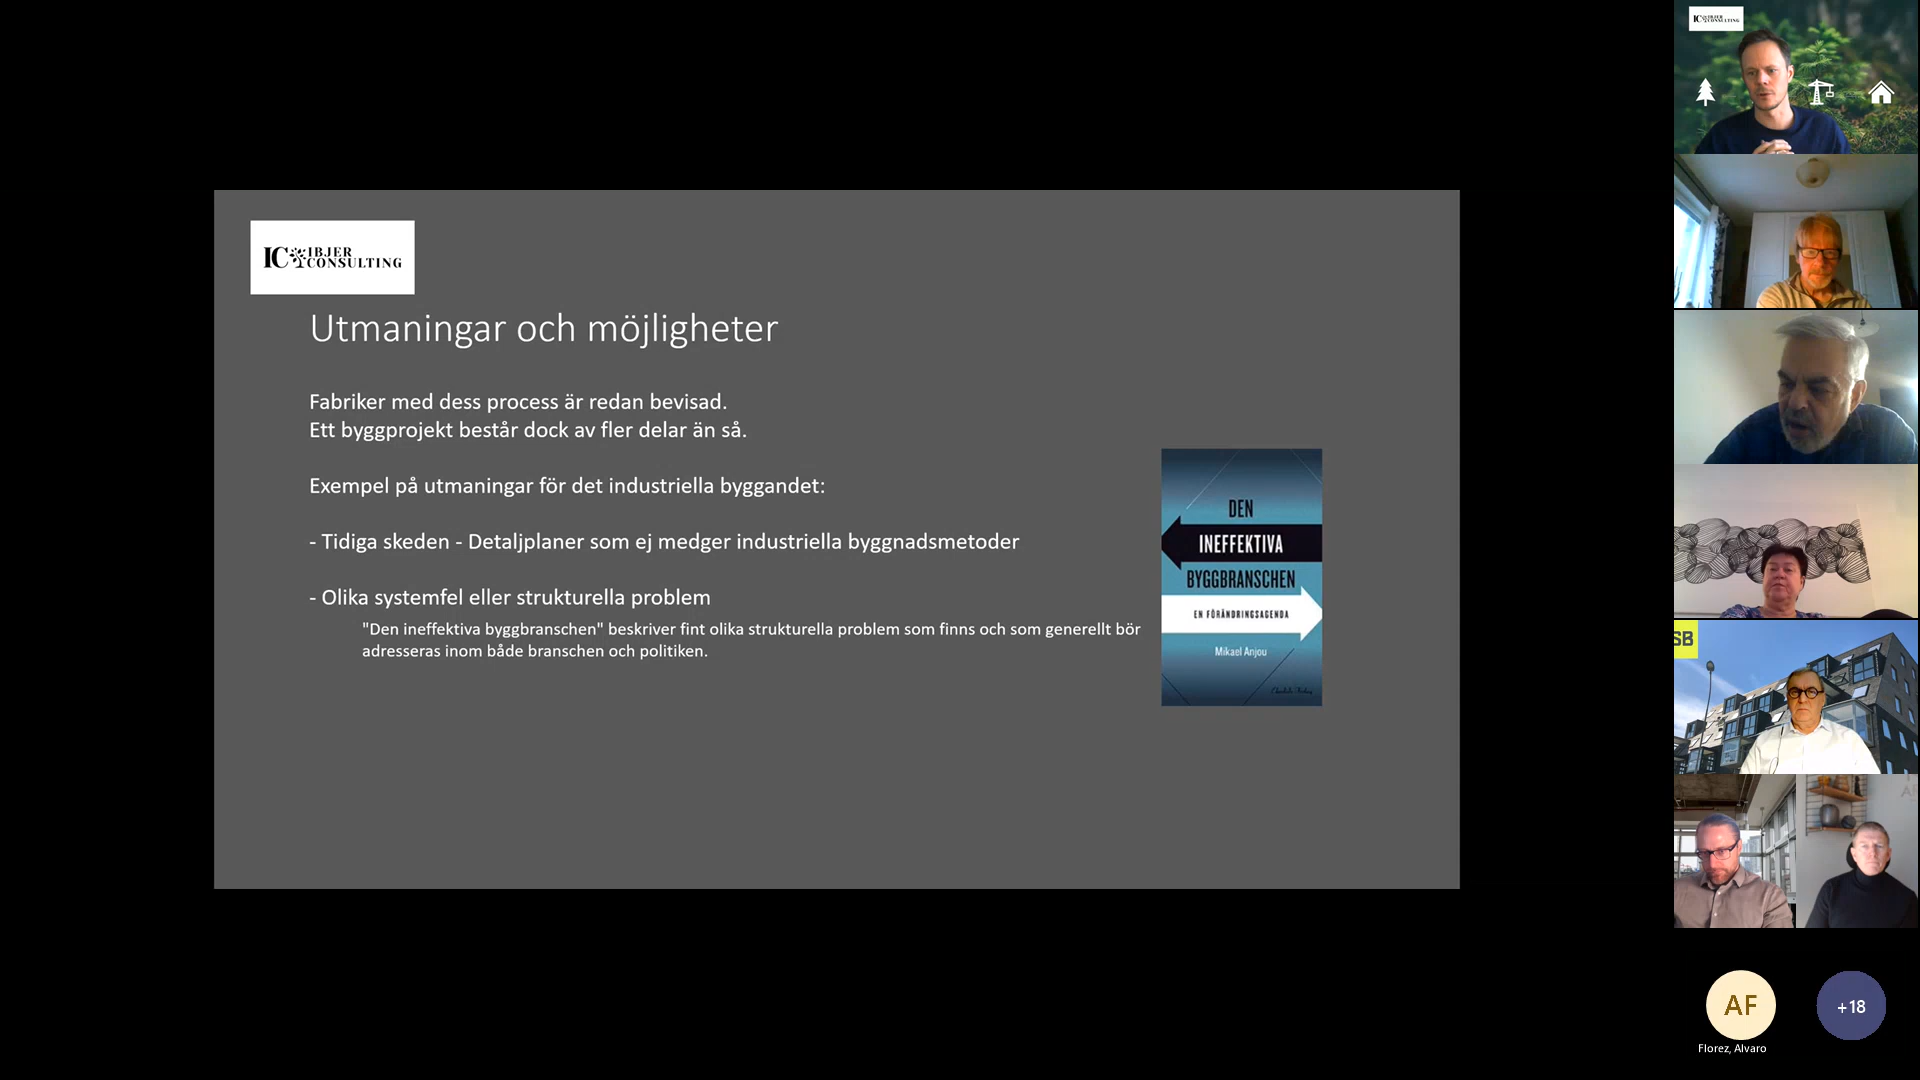 IC IBJER
CONSULTING
Utmaningar och möjligheter
Fabriker med dess process är redan bevisad.
Ett byggprojekt består dock av fler delar än så.
Exempel på utmaningar för det industriella byggandet:
- Tidiga skeden - Detaljplaner som ej medger industriella byggnadsmetoder
- Olika systemfel eller strukturella problem
"Den ineffektiva byggbranschen" beskriver fint olika strukturella problem som finns och som generellt bör
adresseras inom både branschen och politiken.
DEN
INEFFEKTIVA
BYGGBRANSCHEN
EN FÖRÄNDRINGSAGENDA
Mikael Anjou
IC IBJER
CONSULTING
SB
AF
Florez, Alvaro
+18